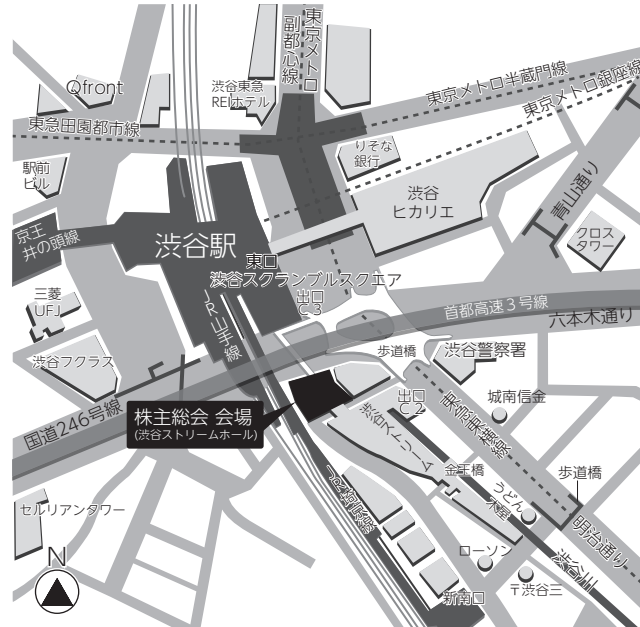 東京メトロ
副都心線
Qfront
渋谷東急
REIホテル
東京メトロ半蔵門線
東京メトロ銀座線
東急田園都市線
りそな
銀行
駅前
ビル
渋谷
ヒカリエ
青山通り
クロス
タワー
京王
井の頭線
渋谷駅
東口
渋谷スクランブルスクエア
出口
C3
三菱
UFJ
JR山手線
首都高速3号線
六本木通り
渋谷フクラス
歩道橋
渋谷警察署
株主総会 会場
(渋谷ストリームホール)
出口
C2
城南信金
国道246号線
渋谷ストリーム
東急東横線
金王橋
歩道橋
セルリアンタワー
JR埼京線
うどん
明治通り
ローソン
渋谷川
〒渋谷三
新南口
N